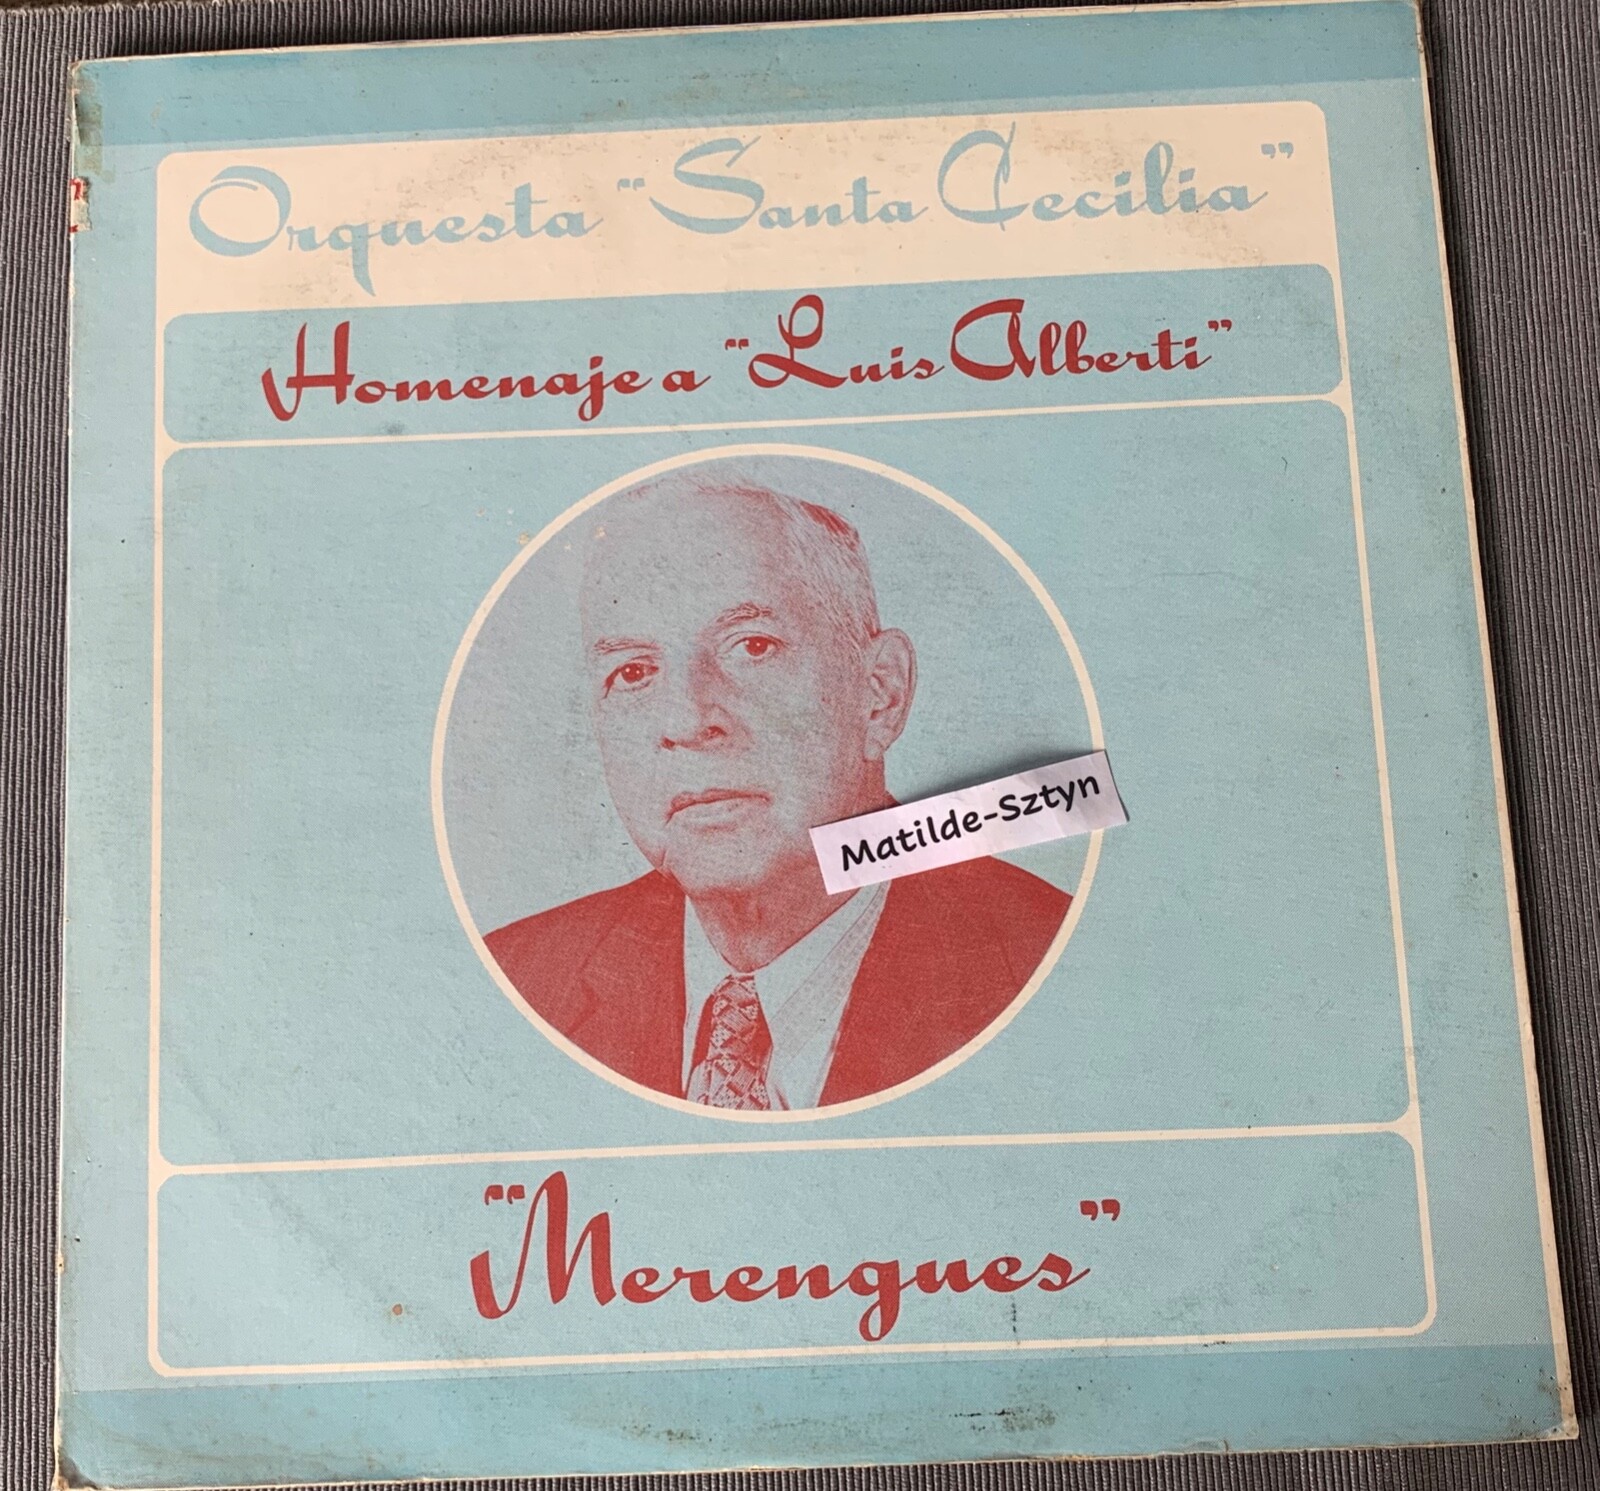 Orquesta "Santa Cecilia"
Homenaje a "Luis Alberti"
Matilde-Sztyn
"Merengues"